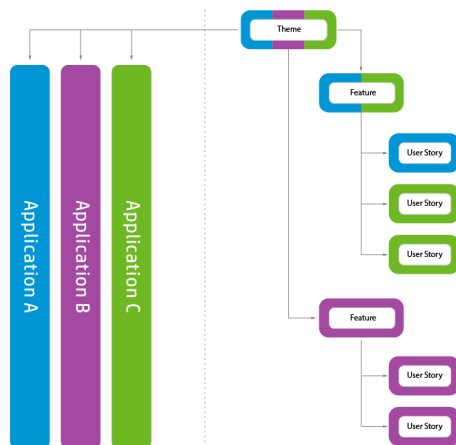 Theme
Feature
User Story
User Story
User Story
Feature
User Story
User Story
Application A
Application B
Application C